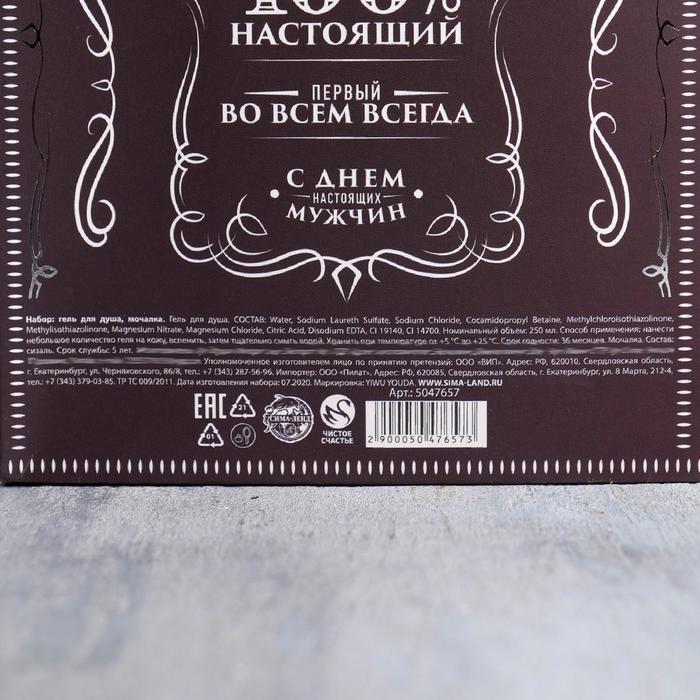 100%
НАСТОЯЩИЙ
ПЕРВЫЙ
ВО ВСЕМ ВСЕГДА
С ДНЕМ
НАСТОЯЩИХ
МУЖЧИН
Набор: гель для душа, мочалка. Гель для душа. СОСТАВ: Water, Sodium Laureth Sulfate, Sodium Chloride, Cocamidopropyl Betaine, Methylchloroisothiazolinone,
Methylisothiazolinone, Magnesium Nitrate, Magnesium Chloride, Citric Acid, Disodium EDTA, CI 19140, CI 14700. Номинальный объем: 250 мл. Способ применения: нанести
небольшое количество геля на кожу, вспенить, затем тщательно смыть водой. Хранить при температуре от +5 °С до +25 °С. Срок годности: 36 месяцев. Мочалка. Состав:
сизаль. Срок службы: 5 лет.
Уполномоченное изготовителем лицо по принятию претензий: ООО «ВИП». Адрес: РФ, 620010, Свердловская область,
г. Екатеринбург, ул. Черняховского, 86/8, тел.: +7 (343) 287-56-96. Импортер: ООО «Пилат». Адрес: РФ, 620085, Свердловская область, г. Екатеринбург, ул. 8 Марта, 212-4,
тел.: +7 (343) 379-03-85. ТР ТС 009/2011. Дата изготовления набора: 07.2020. Маркировка: YIWU YOUDA. WWW.SIMA-LAND.RU
Арт.: 5047657
ЕАС 21
01
СИМА-ЛЕНД
ЧИСТОЕ
СЧАСТЬЕ
2 900050 476573